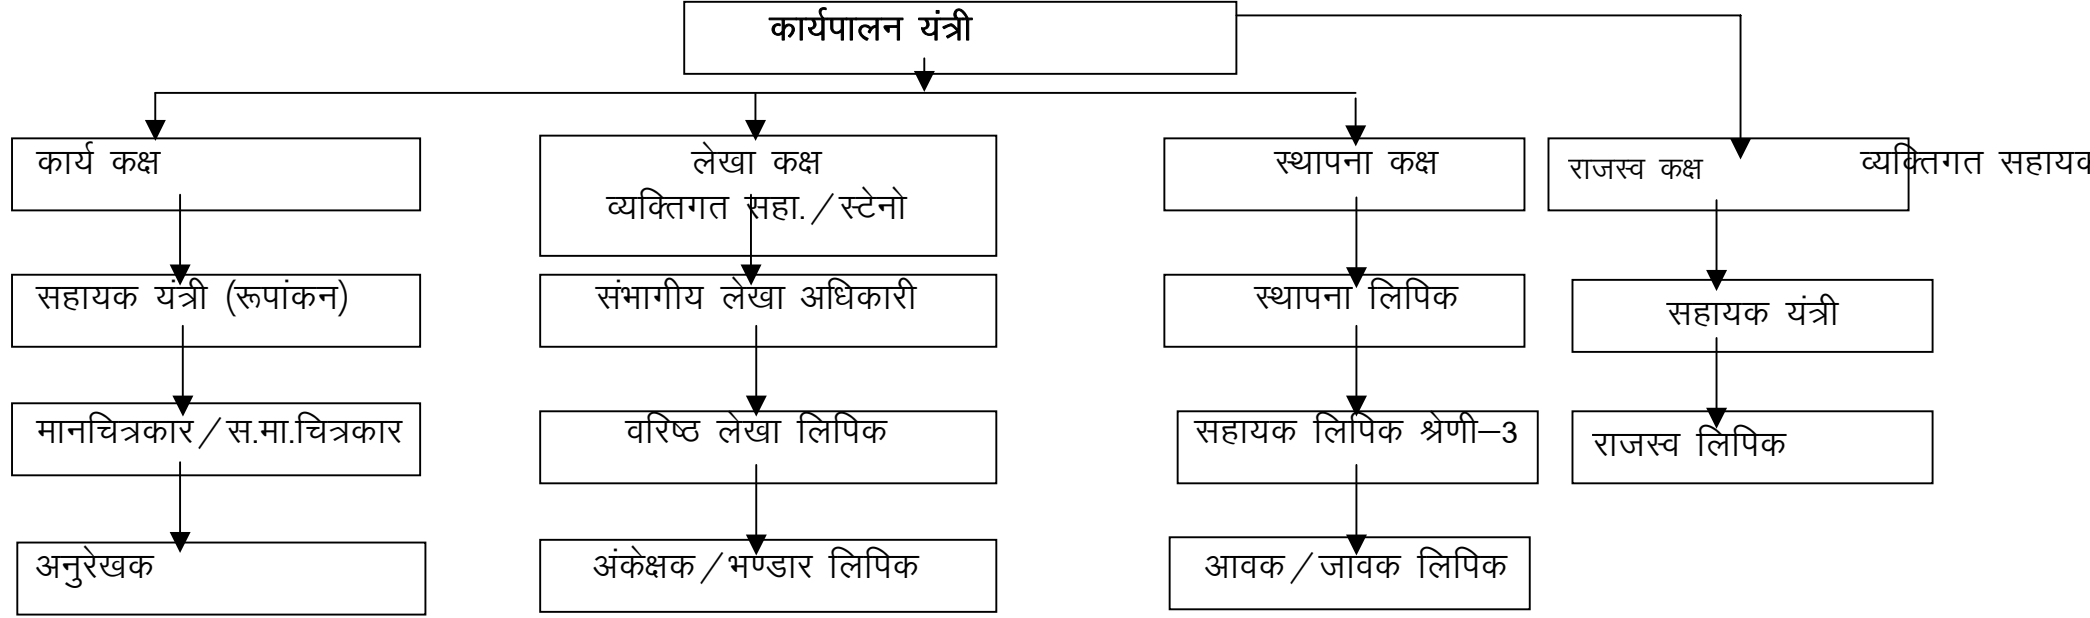 कार्यपालन यंत्री
कार्य कक्ष
लेखा कक्ष
व्यक्तिगत सहा./स्टेनो
स्थापना कक्ष
राजस्व कक्ष
व्यक्तिगत सहायक
सहायक यंत्री (रूपांकन)
संभागीय लेखा अधिकारी
स्थापना लिपिक
सहायक यंत्री
मानचित्रकार/स.मा.चित्रकार
वरिष्ठ लेखा लिपिक
सहायक लिपिक श्रेणी–3
राजस्व लिपिक
अनुरेखक
अंकेक्षक/भण्डार लिपिक
आवक/जावक लिपिक